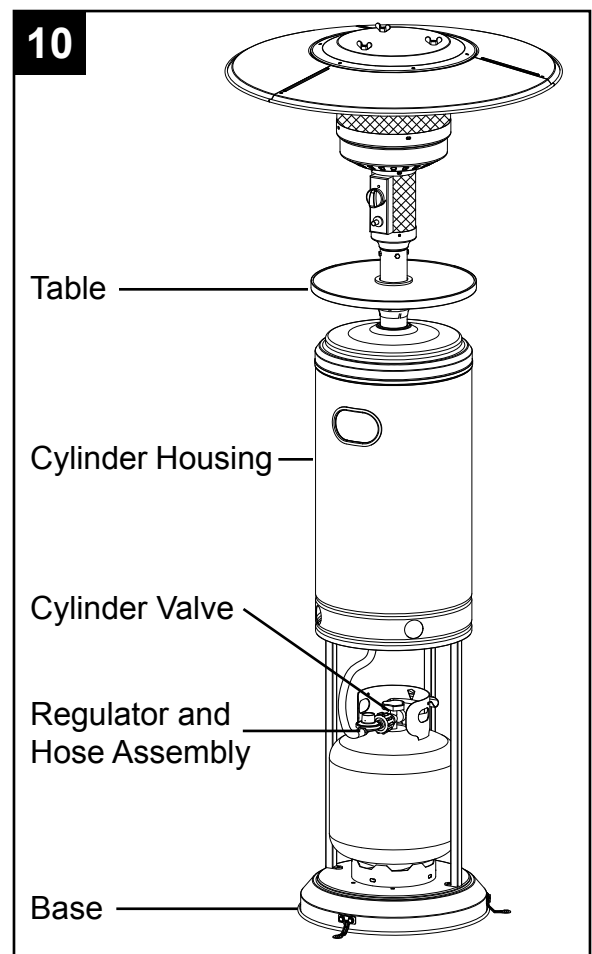 10
Table
Cylinder Housing
Cylinder Valve
Regulator and
Hose Assembly
Base